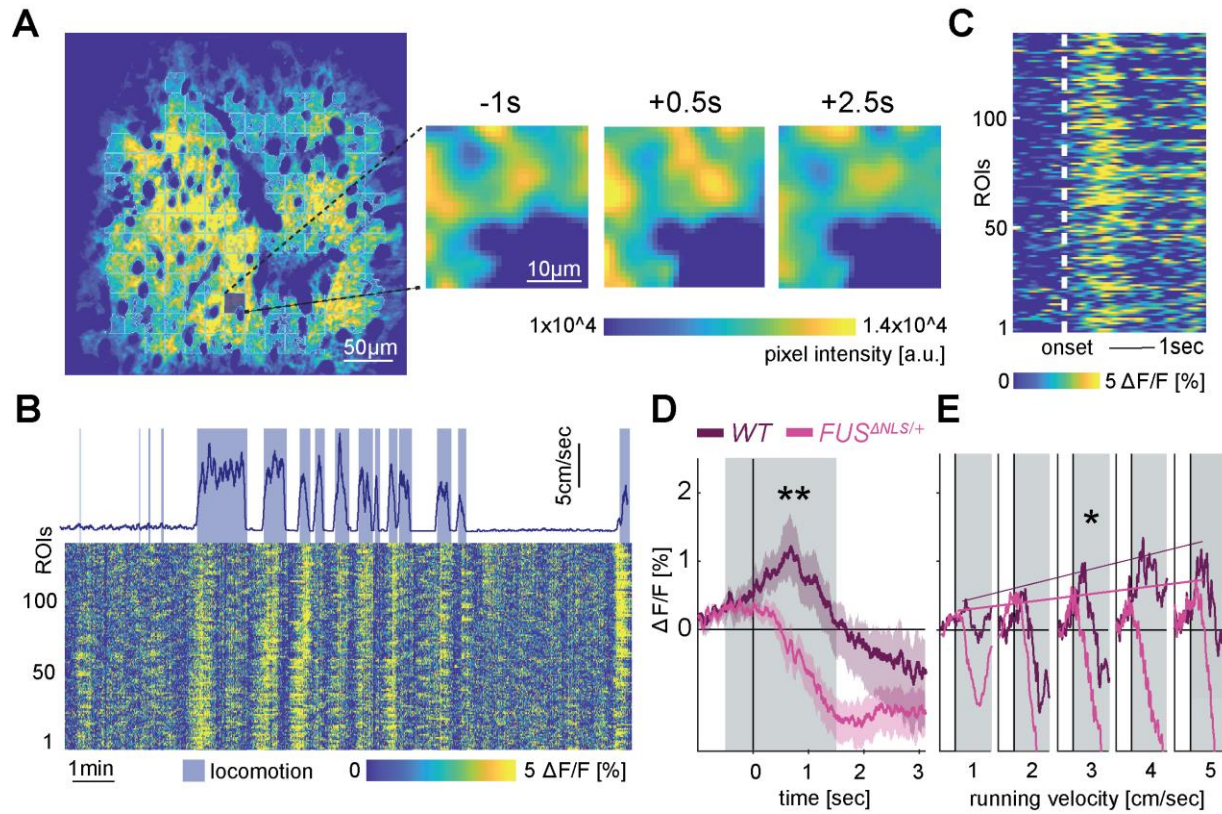 A
-1s
+0.5s
+2.5s
50µm
10µm
1x10^4
1.4x10^4
pixel intensity [a.u.]
C
ROIs
100
50
1
onset
1sec
0
5 ΔF/F [%]
B
5cm/sec
ROIs
100
50
1
1min
locomotion
0
5 ΔF/F [%]
D
WT
FUSΔNLS/+
**
ΔF/F [%]
2
1
0
0 1 2 3
time [sec]
E
*
1 2 3 4 5
running velocity [cm/sec]